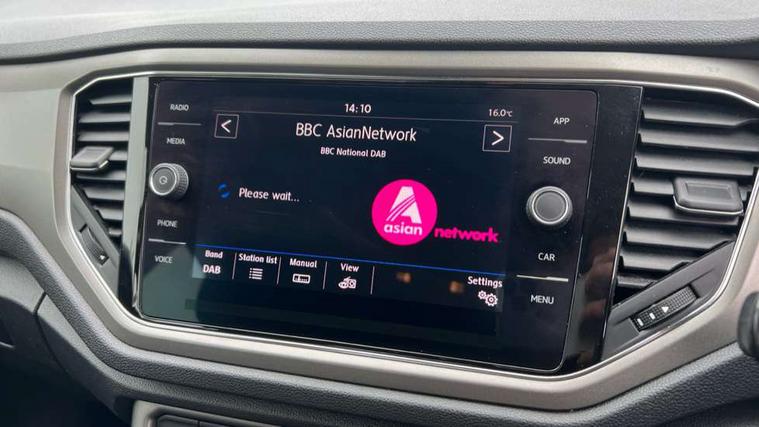 RADIO
MEDIA
PHONE
VOICE
14:10
16.0°C
<
BBC AsianNetwork
>
BBC National DAB
Please wait...
A
asian network
Band
DAB
Station list
Manual
View
Settings
APP
SOUND
CAR
MENU